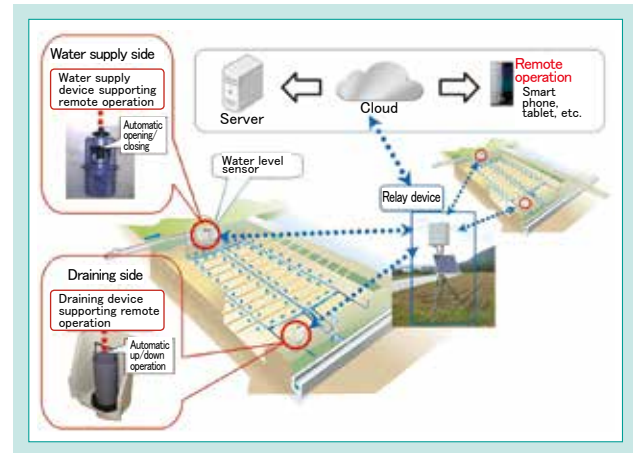 Water supply side
Water supply
device supporting
remote operation
Automatic
opening/
closing
Server
Cloud
Remote
operation
Smart
phone,
tablet, etc.
Water level
sensor
Relay device
Draining side
Draining device
supporting remote
operation
Automatic
up/down
operation